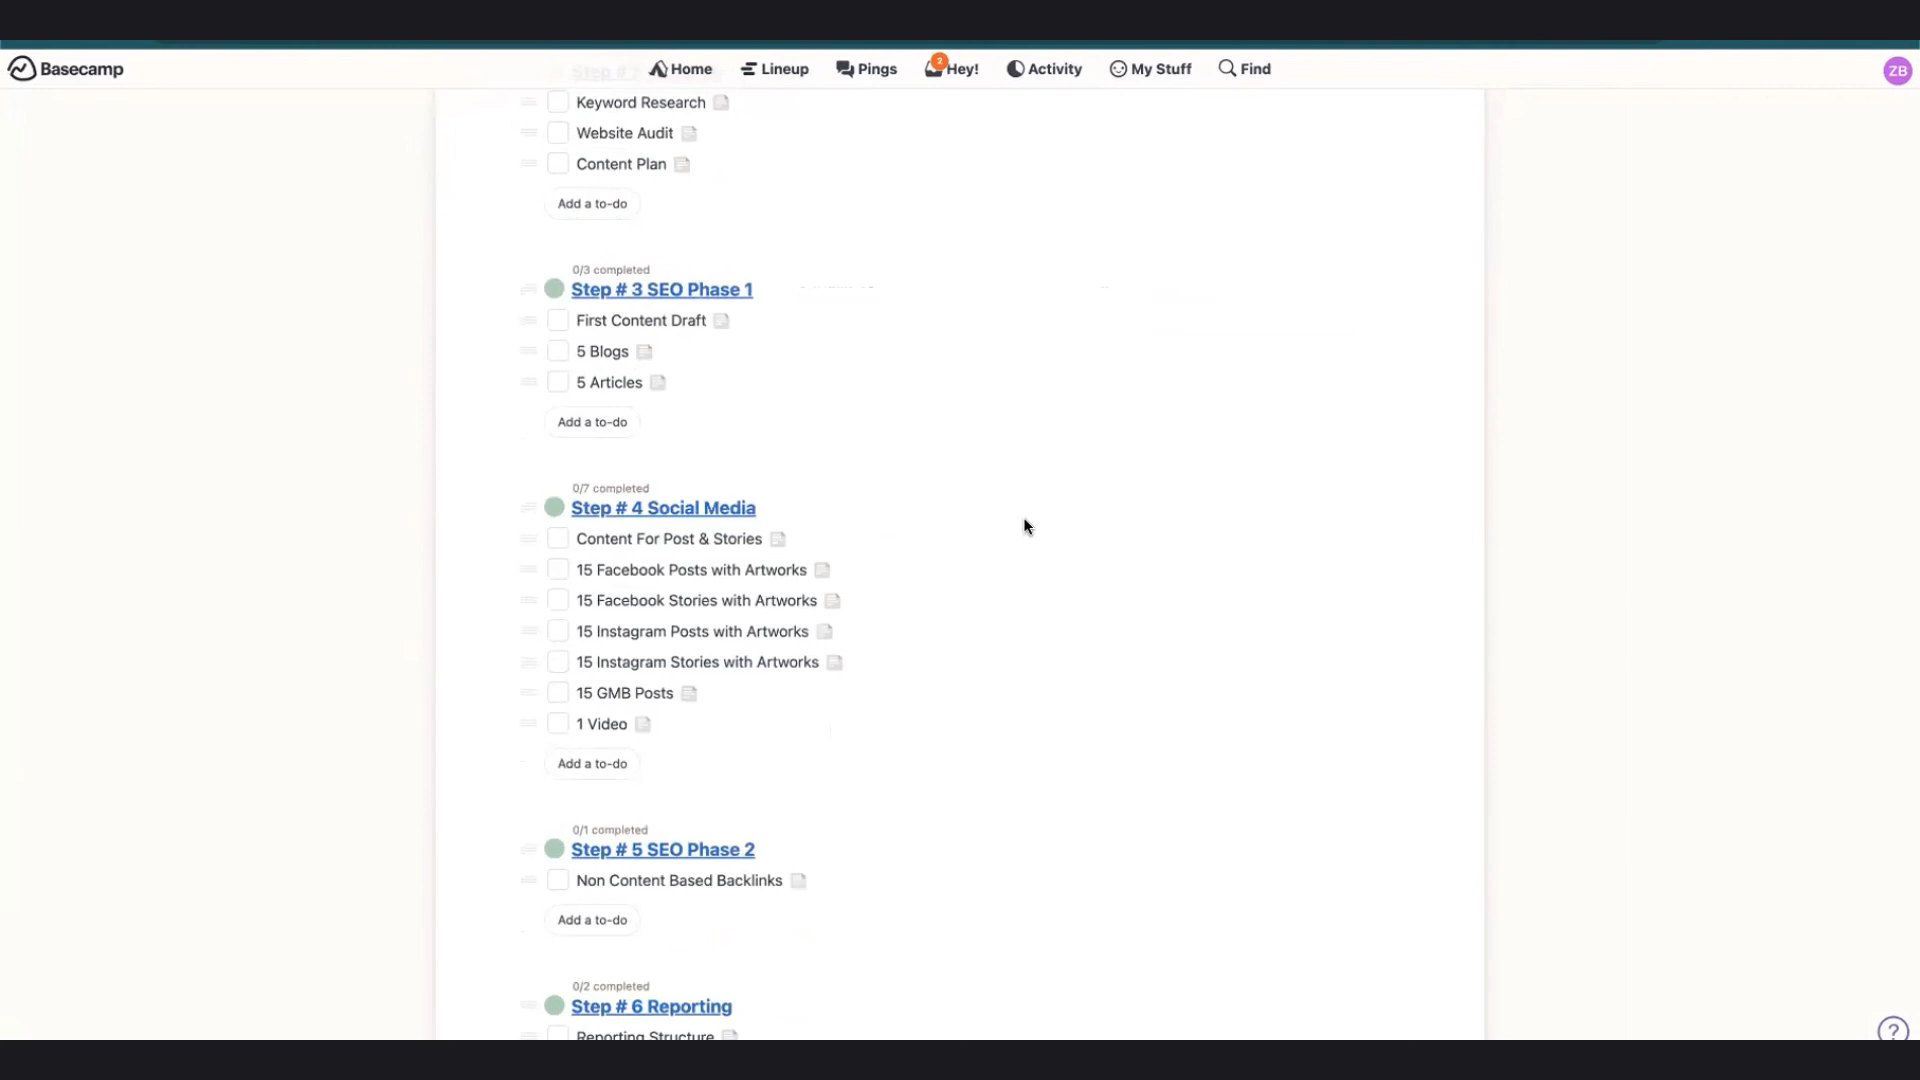 Basecamp
Home
Lineup
Pings
2
Hey!
Activity
My Stuff
Find
ZB
Keyword Research
Website Audit
Content Plan
Add a to-do
0/3 completed
Step # 3 SEO Phase 1
First Content Draft
5 Blogs
5 Articles
Add a to-do
0/7 completed
Step # 4 Social Media
Content For Post & Stories
15 Facebook Posts with Artworks
15 Facebook Stories with Artworks
15 Instagram Posts with Artworks
15 Instagram Stories with Artworks
15 GMB Posts
1 Video
Add a to-do
0/1 completed
Step # 5 SEO Phase 2
Non Content Based Backlinks
Add a to-do
0/2 completed
Step # 6 Reporting
Reporting Structure
?